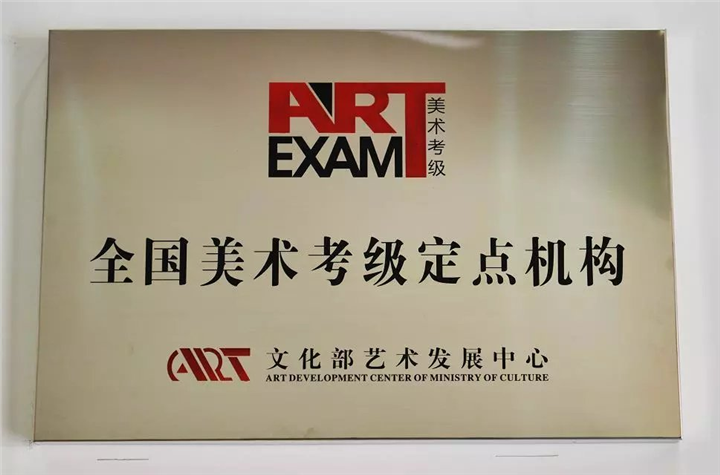 ART
EXAM
美术考级
全国美术考级定点机构
ART
文化部艺术发展中心
ART DEVELOPMENT CENTER OF MINISTRY OF CULTURE